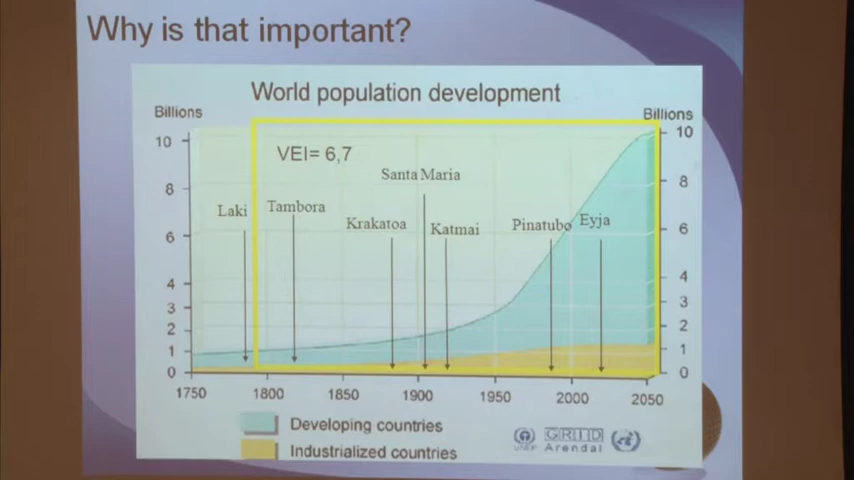 Why is that important?
World population development
Billions
Billions
10
10
VEI= 6,7
Santa Maria
8
8
Laki
Tambora
Krakatoa
Katmai
Pinatubo
Eyja
6
6
4
4
3
3
2
2
1
1
0
0
1750
1800
1850
1900
1950
2000
2050
Developing countries
Industrialized countries
UNEP
GRID
Arendal